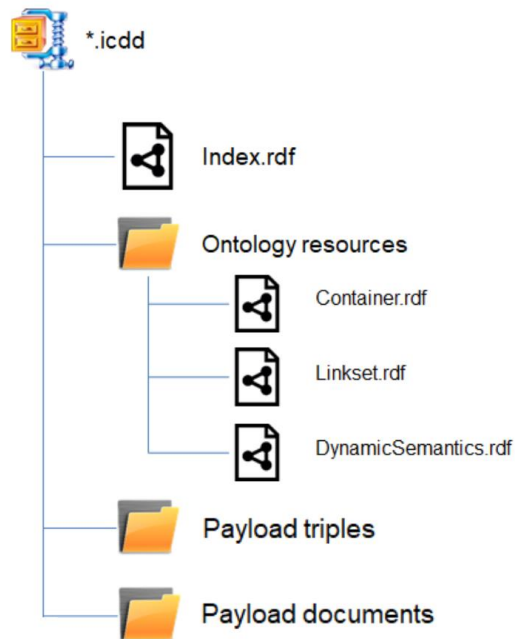 *.icdd
Index.rdf
Ontology resources
Container.rdf
Linkset.rdf
DynamicSemantics.rdf
Payload triples
Payload documents